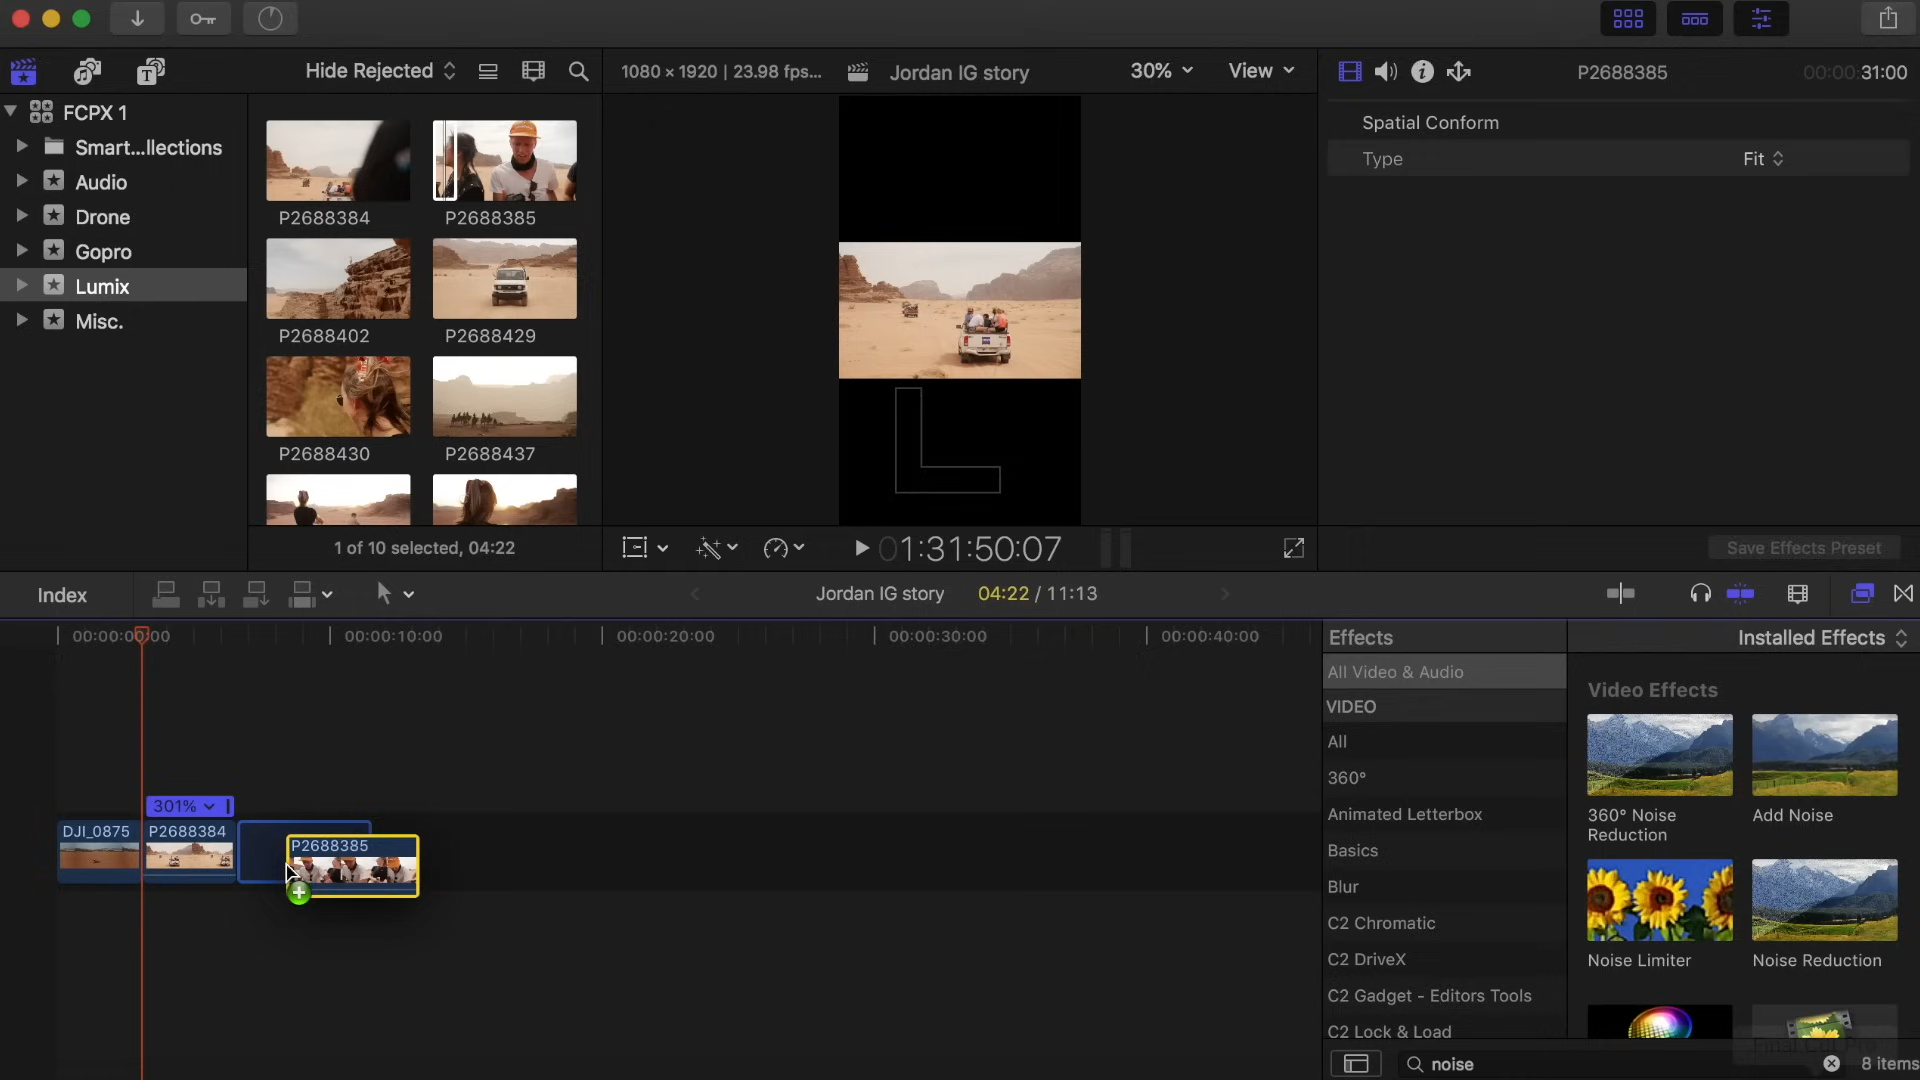 Hide Rejected
1080 × 1920 | 23.98 fps...
Jordan IG story
30%
View
P2688385
00:00:31:00
FCPX 1
Smart...llections
Audio
Drone
Gopro
Lumix
Misc.
P2688384
P2688385
P2688402
P2688429
P2688430
P2688437
1 of 10 selected, 04:22
Spatial Conform
Type
Fit
01:31:50:07
Save Effects Preset
Index
Jordan IG story
04:22 / 11:13
00:00:00:00
00:00:10:00
00:00:20:00
00:00:30:00
00:00:40:00
301%
DJI_0875
P2688384
P2688385
Effects
Installed Effects
All Video & Audio
VIDEO
All
360°
Animated Letterbox
Basics
Blur
C2 Chromatic
C2 DriveX
C2 Gadget - Editors Tools
C2 Lock & Load
Video Effects
360° Noise
Reduction
Add Noise
Noise Limiter
Noise Reduction
noise
8 items